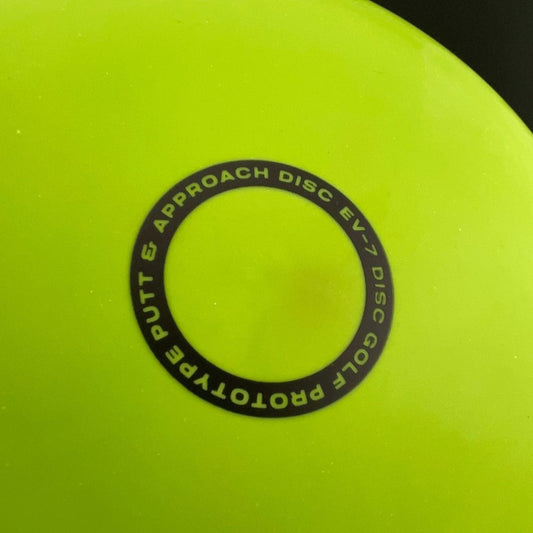 EV-7 DISC GOLF PROTOTYPE PUTT & APPROACH DISC